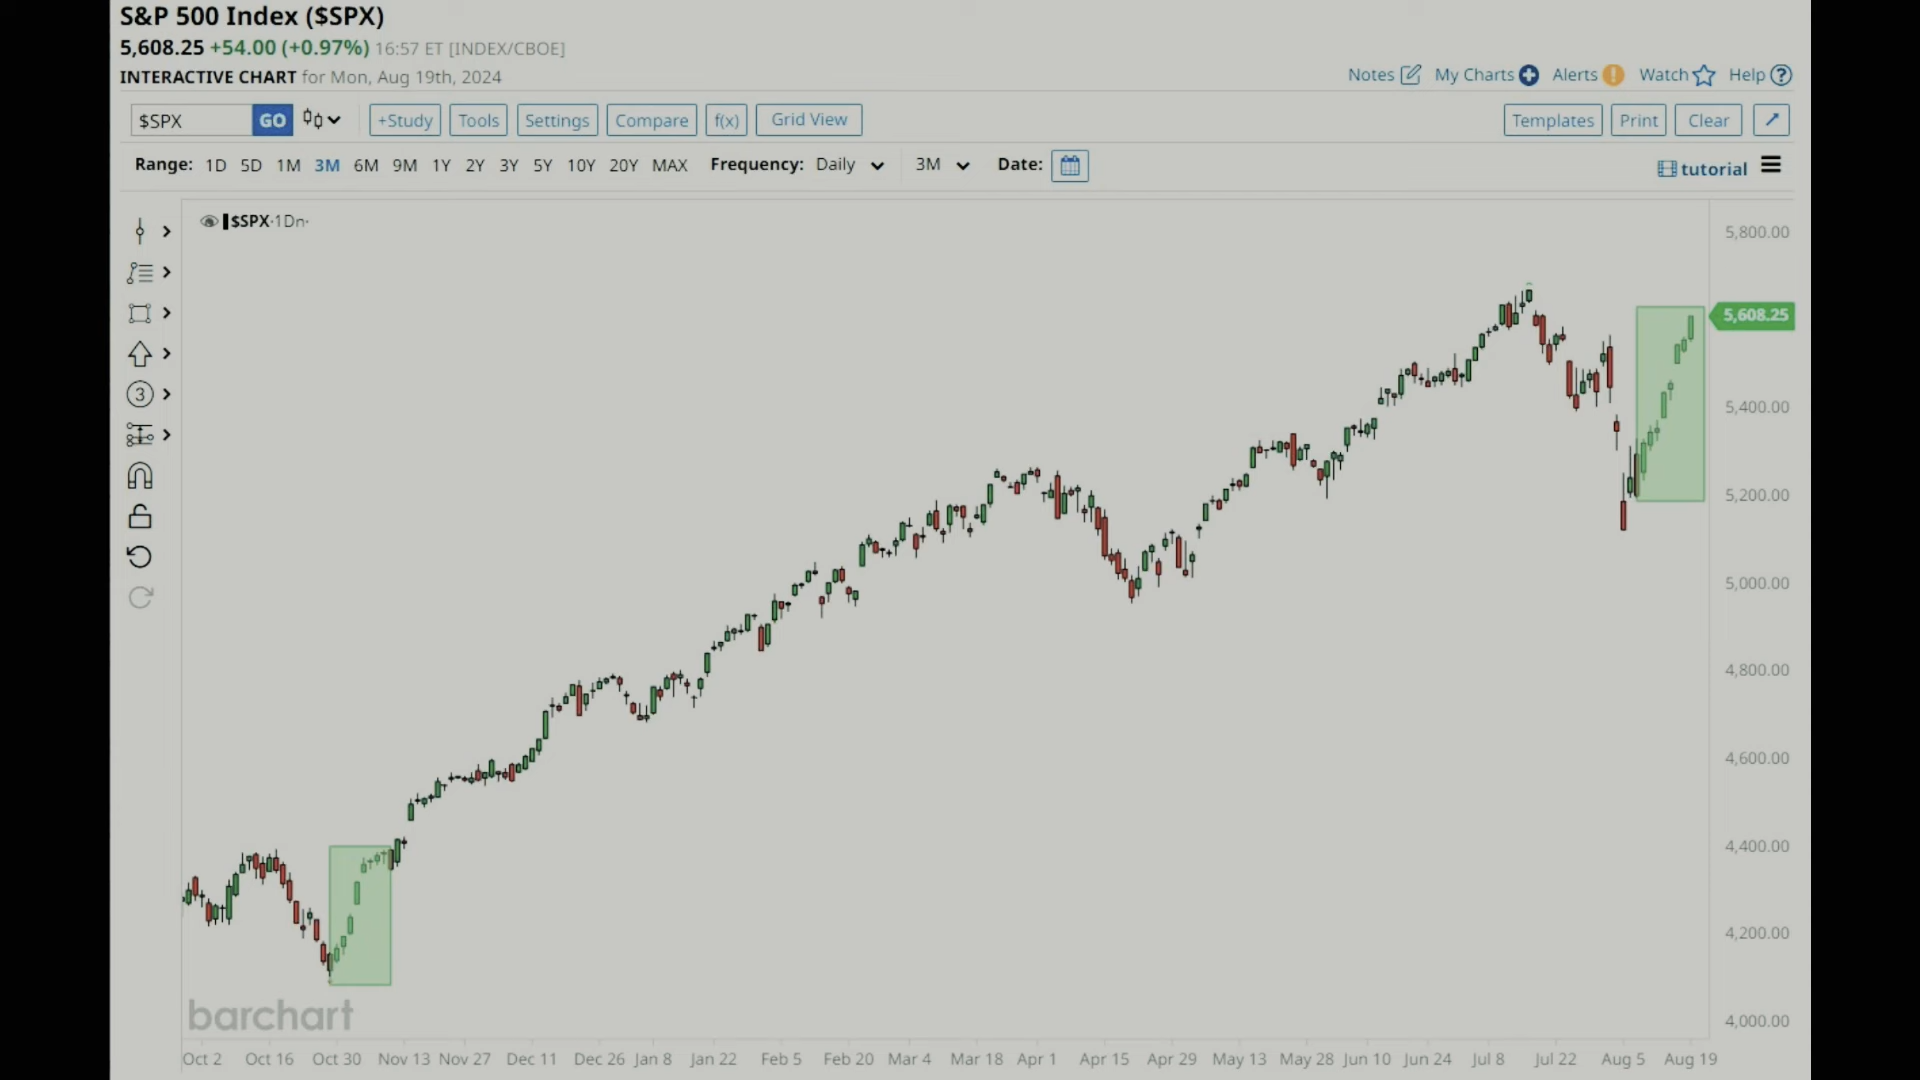 S&P 500 Index ($SPX)
5,608.25 +54.00 (+0.97%) 16:57 ET [INDEX/CBOE]
INTERACTIVE CHART for Mon, Aug 19th, 2024
Notes My Charts Alerts Watch Help
$SPX GO +Study Tools Settings Compare f(x) Grid View Templates Print Clear
Range: 1D 5D 1M 3M 6M 9M 1Y 2Y 3Y 5Y 10Y 20Y MAX Frequency: Daily 3M Date: tutorial
$SPX·1Dn·
3
5,800.00
5,608.25
5,400.00
5,200.00
5,000.00
4,800.00
4,600.00
4,400.00
4,200.00
4,000.00
barchart
Oct 2 Oct 16 Oct 30 Nov 13 Nov 27 Dec 11 Dec 26 Jan 8 Jan 22 Feb 5 Feb 20 Mar 4 Mar 18 Apr 1 Apr 15 Apr 29 May 13 May 28 Jun 10 Jun 24 Jul 8 Jul 22 Aug 5 Aug 19